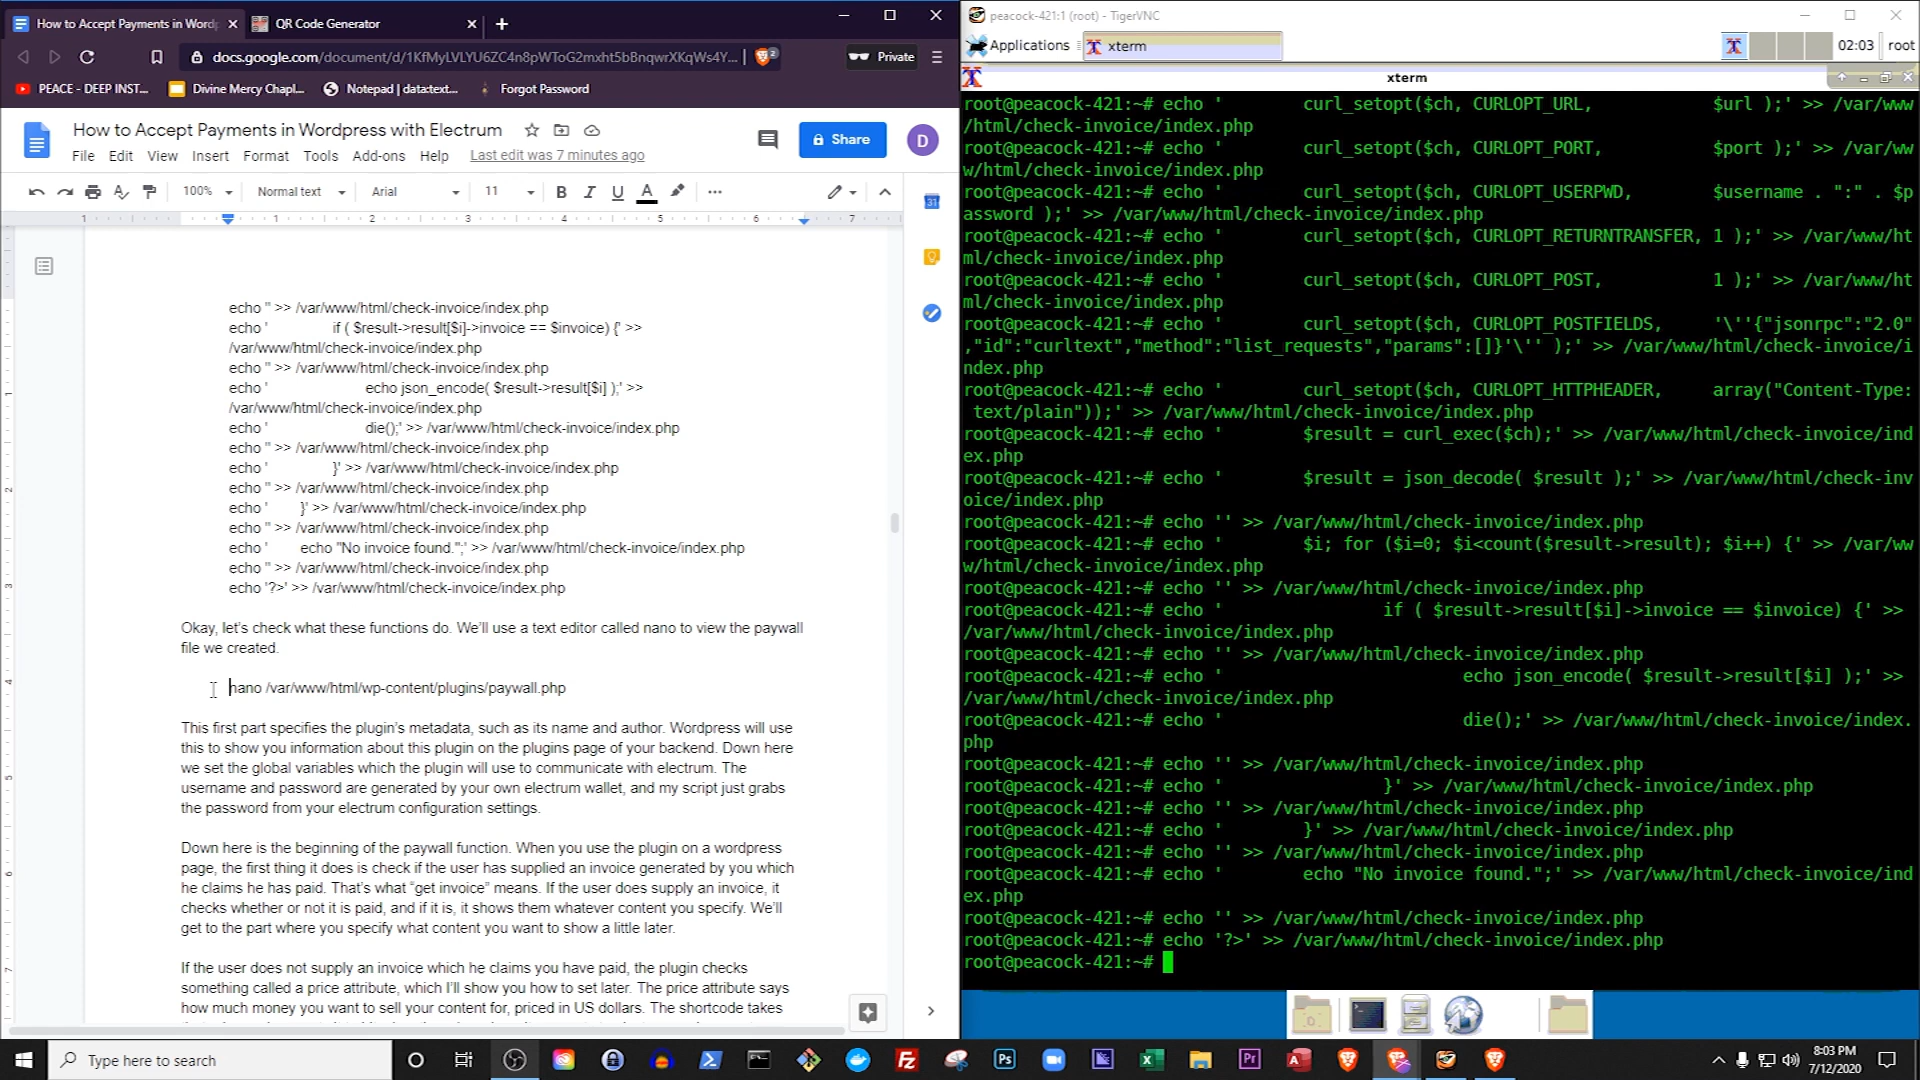 How to Accept Payments in Wordp
QR Code Generator
docs.google.com/document/d/1KfMyLVLYU6ZC4n8pWToG2mxht5bBnqwrXKqWs4Y...
2
Private
PEACE - DEEP INST...
Divine Mercy Chapl...
Notepad | datactext...
Forgot Password
How to Accept Payments in Wordpress with Electrum
Share
D
File Edit View Insert Format Tools Add-ons Help Last edit was 7 minutes ago
100% Normal text Arial 11 B I U A
1 1 2 3 4 5 6 7
31
echo '' >> /var/www/html/check-invoice/index.php
echo ' if ( $result->result[$i]->invoice == $invoice) {' >>
/var/www/html/check-invoice/index.php
echo '' >> /var/www/html/check-invoice/index.php
echo ' echo json_encode( $result->result[$i] );' >>
/var/www/html/check-invoice/index.php
echo ' die();' >> /var/www/html/check-invoice/index.php
echo '' >> /var/www/html/check-invoice/index.php
echo ' }' >> /var/www/html/check-invoice/index.php
echo '' >> /var/www/html/check-invoice/index.php
echo ' }' >> /var/www/html/check-invoice/index.php
echo '' >> /var/www/html/check-invoice/index.php
echo ' echo "No invoice found.";' >> /var/www/html/check-invoice/index.php
echo '' >> /var/www/html/check-invoice/index.php
echo '?>' >> /var/www/html/check-invoice/index.php
Okay, let's check what these functions do. We'll use a text editor called nano to view the paywall
file we created.
nano /var/www/html/wp-content/plugins/paywall.php
This first part specifies the plugin's metadata, such as its name and author. Wordpress will use
this to show you information about this plugin on the plugins page of your backend. Down here
we set the global variables which the plugin will use to communicate with electrum. The
username and password are generated by your own electrum wallet, and my script just grabs
the password from your electrum configuration settings.
Down here is the beginning of the paywall function. When you use the plugin on a wordpress
page, the first thing it does is check if the user has supplied an invoice generated by you which
he claims he has paid. That's what "get invoice" means. If the user does supply an invoice, it
checks whether or not it is paid, and if it is, it shows them whatever content you specify. We'll
get to the part where you specify what content you want to show a little later.
If the user does not supply an invoice which he claims you have paid, the plugin checks
something called a price attribute, which I'll show you how to set later. The price attribute says
how much money you want to sell your content for, priced in US dollars. The shortcode takes
peacock-421:1 (root) - TigerVNC
Applications
xterm
02:03 root
xterm
root@peacock-421:~# echo ' curl_setopt($ch, CURLOPT_URL, $url );' >> /var/www
/html/check-invoice/index.php
root@peacock-421:~# echo ' curl_setopt($ch, CURLOPT_PORT, $port );' >> /var/ww
w/html/check-invoice/index.php
root@peacock-421:~# echo ' curl_setopt($ch, CURLOPT_USERPWD, $username . ":" . $p
assword );' >> /var/www/html/check-invoice/index.php
root@peacock-421:~# echo ' curl_setopt($ch, CURLOPT_RETURNTRANSFER, 1 );' >> /var/www/ht
ml/check-invoice/index.php
root@peacock-421:~# echo ' curl_setopt($ch, CURLOPT_POST, 1 );' >> /var/www/ht
ml/check-invoice/index.php
root@peacock-421:~# echo ' curl_setopt($ch, CURLOPT_POSTFIELDS, '\''{"jsonrpc":"2.0"
,"id":"curltext","method":"list_requests","params":[]}'\'' );' >> /var/www/html/check-invoice/i
ndex.php
root@peacock-421:~# echo ' curl_setopt($ch, CURLOPT_HTTPHEADER, array("Content-Type:
text/plain"));' >> /var/www/html/check-invoice/index.php
root@peacock-421:~# echo ' $result = curl_exec($ch);' >> /var/www/html/check-invoice/ind
ex.php
root@peacock-421:~# echo ' $result = json_decode( $result );' >> /var/www/html/check-inv
oice/index.php
root@peacock-421:~# echo '' >> /var/www/html/check-invoice/index.php
root@peacock-421:~# echo ' $i; for ($i=0; $i<count($result->result); $i++) {' >> /var/ww
w/html/check-invoice/index.php
root@peacock-421:~# echo '' >> /var/www/html/check-invoice/index.php
root@peacock-421:~# echo ' if ( $result->result[$i]->invoice == $invoice) {' >>
/var/www/html/check-invoice/index.php
root@peacock-421:~# echo '' >> /var/www/html/check-invoice/index.php
root@peacock-421:~# echo ' echo json_encode( $result->result[$i] );' >>
/var/www/html/check-invoice/index.php
root@peacock-421:~# echo ' die();' >> /var/www/html/check-invoice/index.
php
root@peacock-421:~# echo '' >> /var/www/html/check-invoice/index.php
root@peacock-421:~# echo ' }' >> /var/www/html/check-invoice/index.php
root@peacock-421:~# echo '' >> /var/www/html/check-invoice/index.php
root@peacock-421:~# echo ' }' >> /var/www/html/check-invoice/index.php
root@peacock-421:~# echo '' >> /var/www/html/check-invoice/index.php
root@peacock-421:~# echo ' echo "No invoice found.";' >> /var/www/html/check-invoice/ind
ex.php
root@peacock-421:~# echo '' >> /var/www/html/check-invoice/index.php
root@peacock-421:~# echo '?>' >> /var/www/html/check-invoice/index.php
root@peacock-421:~#
Type here to search
8:03 PM
7/12/2020